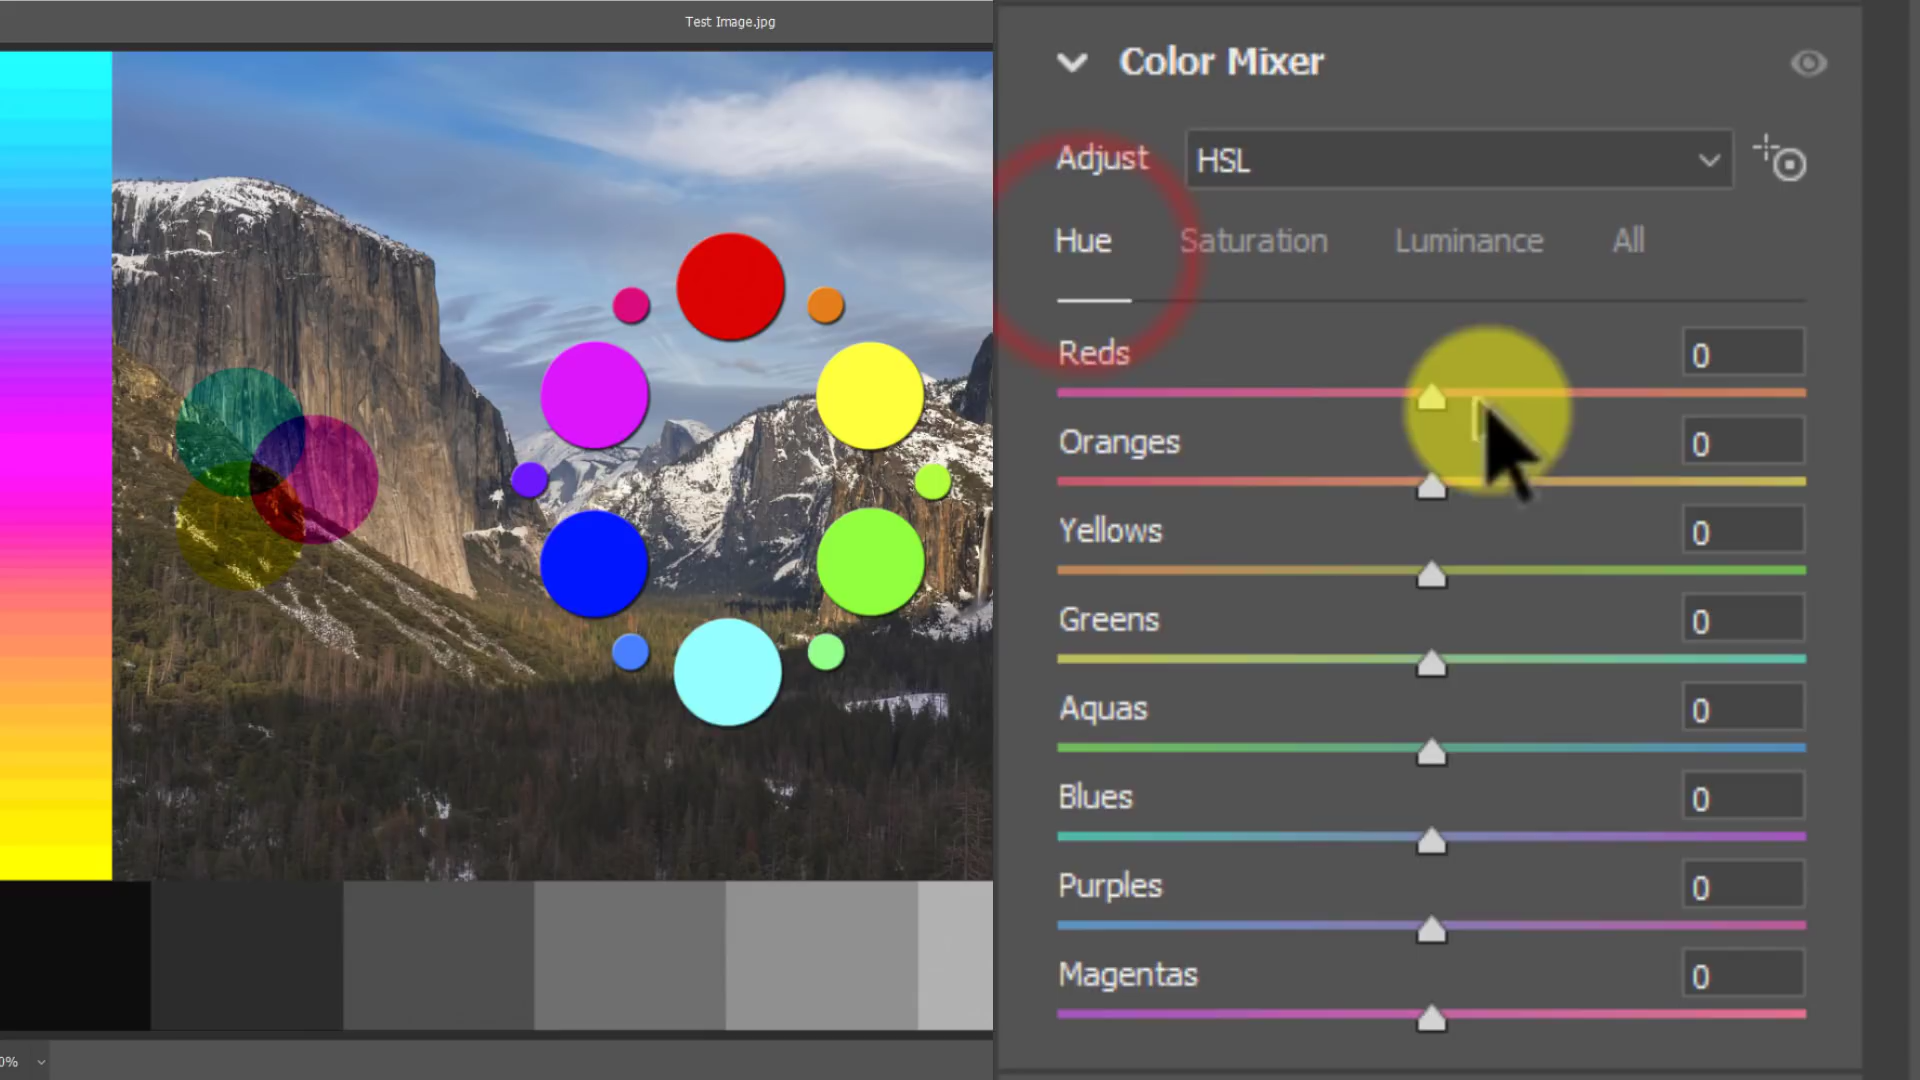 Test Image.jpg
Color Mixer
Adjust HSL
Hue Saturation Luminance All
Reds 0
Oranges 0
Yellows 0
Greens 0
Aquas 0
Blues 0
Purples 0
Magentas 0
0%